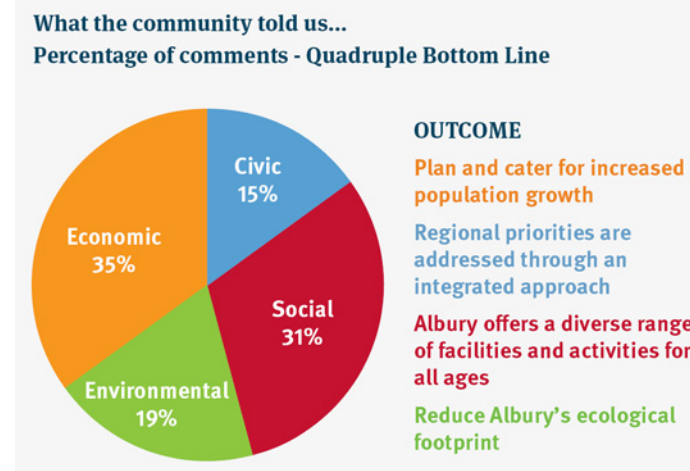 What the community told us...
Percentage of comments - Quadruple Bottom Line
Civic
15%
Economic
35%
Social
31%
Environmental
19%
OUTCOME
Plan and cater for increased
population growth
Regional priorities are
addressed through an
integrated approach
Albury offers a diverse range
of facilities and activities for
all ages
Reduce Albury's ecological
footprint